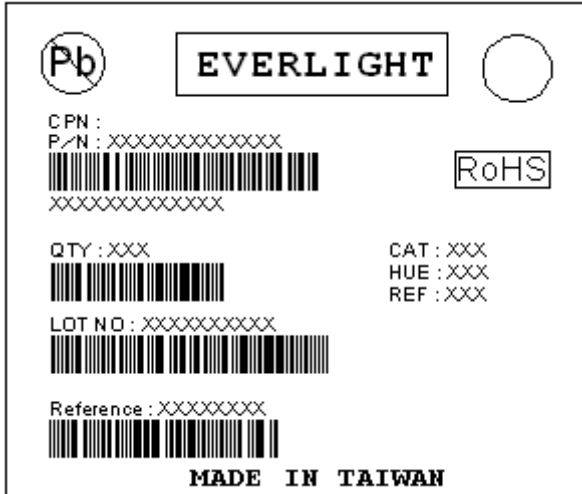 Pb
EVERLIGHT
CPN :
P/N : XXXXXXXXXXXXX
RoHS
XXXXXXXXXXXXX
QTY : XXX
CAT : XXX
HUE : XXX
REF : XXX
LOT NO : XXXXXXXXXX
Reference : XXXXXXXX
MADE IN TAIWAN